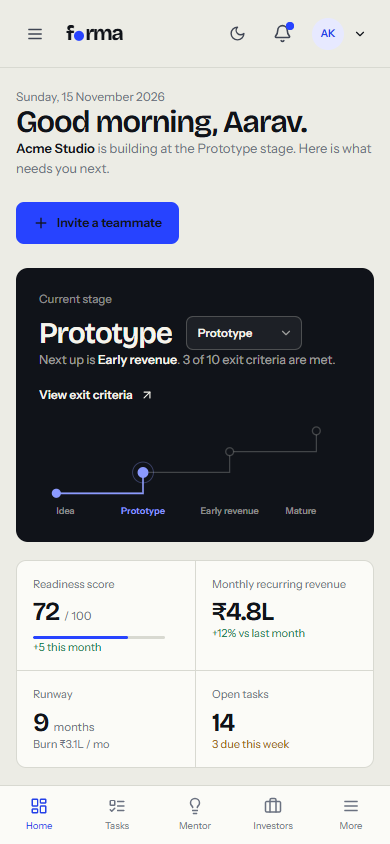 forma
AK
Sunday, 15 November 2026
Good morning, Aarav.
Acme Studio is building at the Prototype stage. Here is what
needs you next.
Invite a teammate
Current stage
Prototype
Prototype
Next up is Early revenue. 3 of 10 exit criteria are met.
View exit criteria
Idea
Prototype
Early revenue
Mature
Readiness score
72 / 100
+5 this month
Monthly recurring revenue
₹4.8L
+12% vs last month
Runway
9 months
Burn ₹3.1L / mo
Open tasks
14
3 due this week
Home
Tasks
Mentor
Investors
More